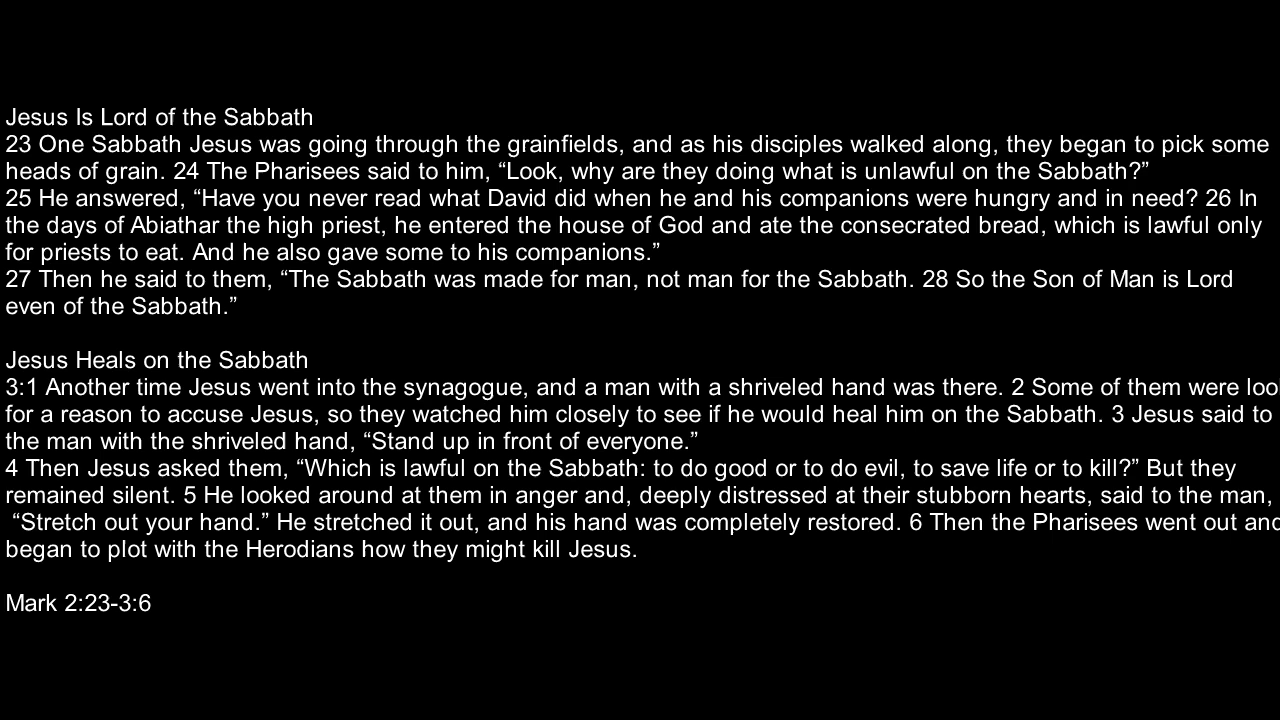 Jesus Is Lord of the Sabbath
23 One Sabbath Jesus was going through the grainfields, and as his disciples walked along, they began to pick some
heads of grain. 24 The Pharisees said to him, “Look, why are they doing what is unlawful on the Sabbath?”
25 He answered, “Have you never read what David did when he and his companions were hungry and in need? 26 In
the days of Abiathar the high priest, he entered the house of God and ate the consecrated bread, which is lawful only
for priests to eat. And he also gave some to his companions.”
27 Then he said to them, “The Sabbath was made for man, not man for the Sabbath. 28 So the Son of Man is Lord
even of the Sabbath.”
Jesus Heals on the Sabbath
3:1 Another time Jesus went into the synagogue, and a man with a shriveled hand was there. 2 Some of them were loo
for a reason to accuse Jesus, so they watched him closely to see if he would heal him on the Sabbath. 3 Jesus said to
the man with the shriveled hand, “Stand up in front of everyone.”
4 Then Jesus asked them, “Which is lawful on the Sabbath: to do good or to do evil, to save life or to kill?” But they
remained silent. 5 He looked around at them in anger and, deeply distressed at their stubborn hearts, said to the man,
“Stretch out your hand.” He stretched it out, and his hand was completely restored. 6 Then the Pharisees went out and
began to plot with the Herodians how they might kill Jesus.
Mark 2:23-3:6